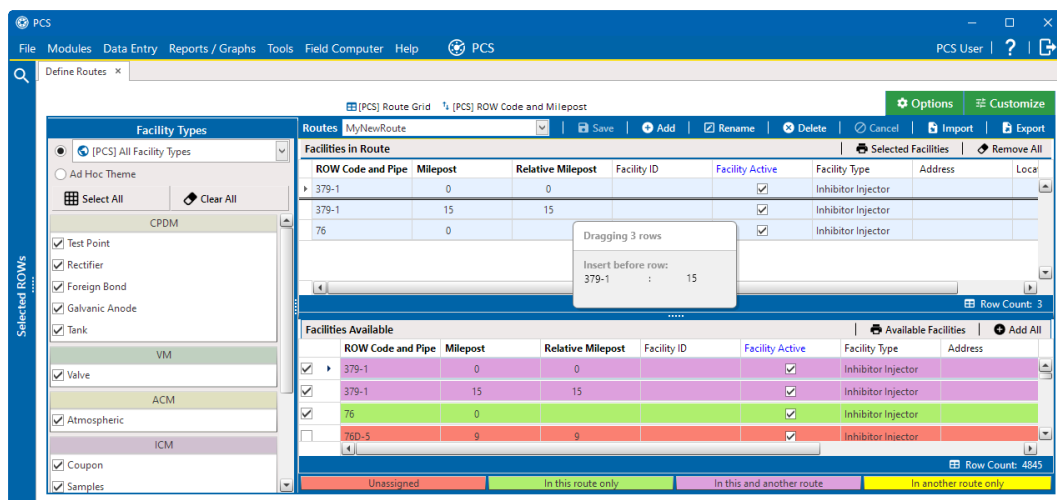 PCS
File Modules Data Entry Reports / Graphs Tools Field Computer Help PCS PCS User | ? |
Define Routes ×
[PCS] Route Grid [PCS] ROW Code and Milepost Options Customize
Selected ROWs
Facility Types
[PCS] All Facility Types
Ad Hoc Theme
Select All Clear All
CPDM
Test Point
Rectifier
Foreign Bond
Galvanic Anode
Tank
VM
Valve
ACM
Atmospheric
ICM
Coupon
Samples
Routes MyNewRoute | Save | Add | Rename | Delete | Cancel | Import | Export
Facilities in Route | Selected Facilities | Remove All
ROW Code and Pipe Milepost Relative Milepost Facility ID Facility Active Facility Type Address Locat
379-1 0 0 Inhibitor Injector
379-1 15 15 Inhibitor Injector
76 0 Inhibitor Injector
Dragging 3 rows
Insert before row:
379-1 : 15
Row Count: 3
Facilities Available | Available Facilities | Add All
ROW Code and Pipe Milepost Relative Milepost Facility ID Facility Active Facility Type Address
379-1 0 0 Inhibitor Injector
379-1 15 15 Inhibitor Injector
76 0 Inhibitor Injector
76D-5 9 9 Inhibitor Injector
Row Count: 4845
Unassigned In this route only In this and another route In another route only